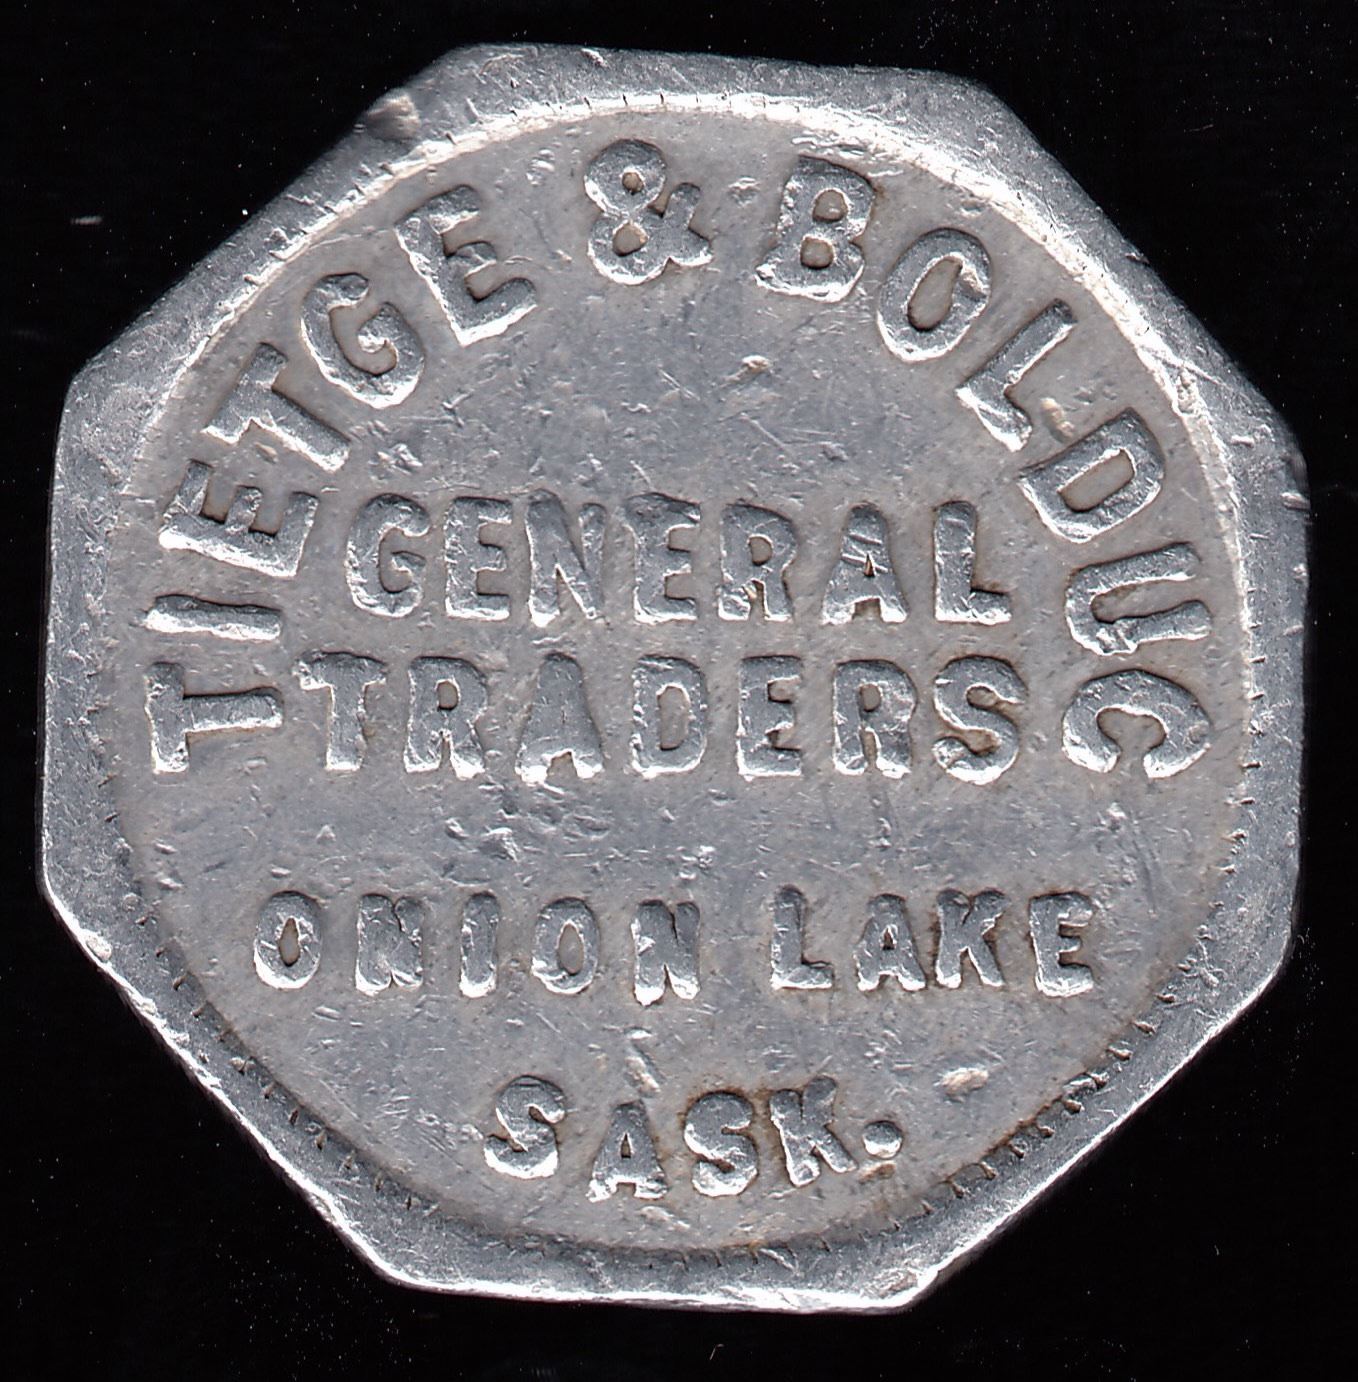 TIETGE & BOLDUC
GENERAL
TRADERS
ONION LAKE
SASK.